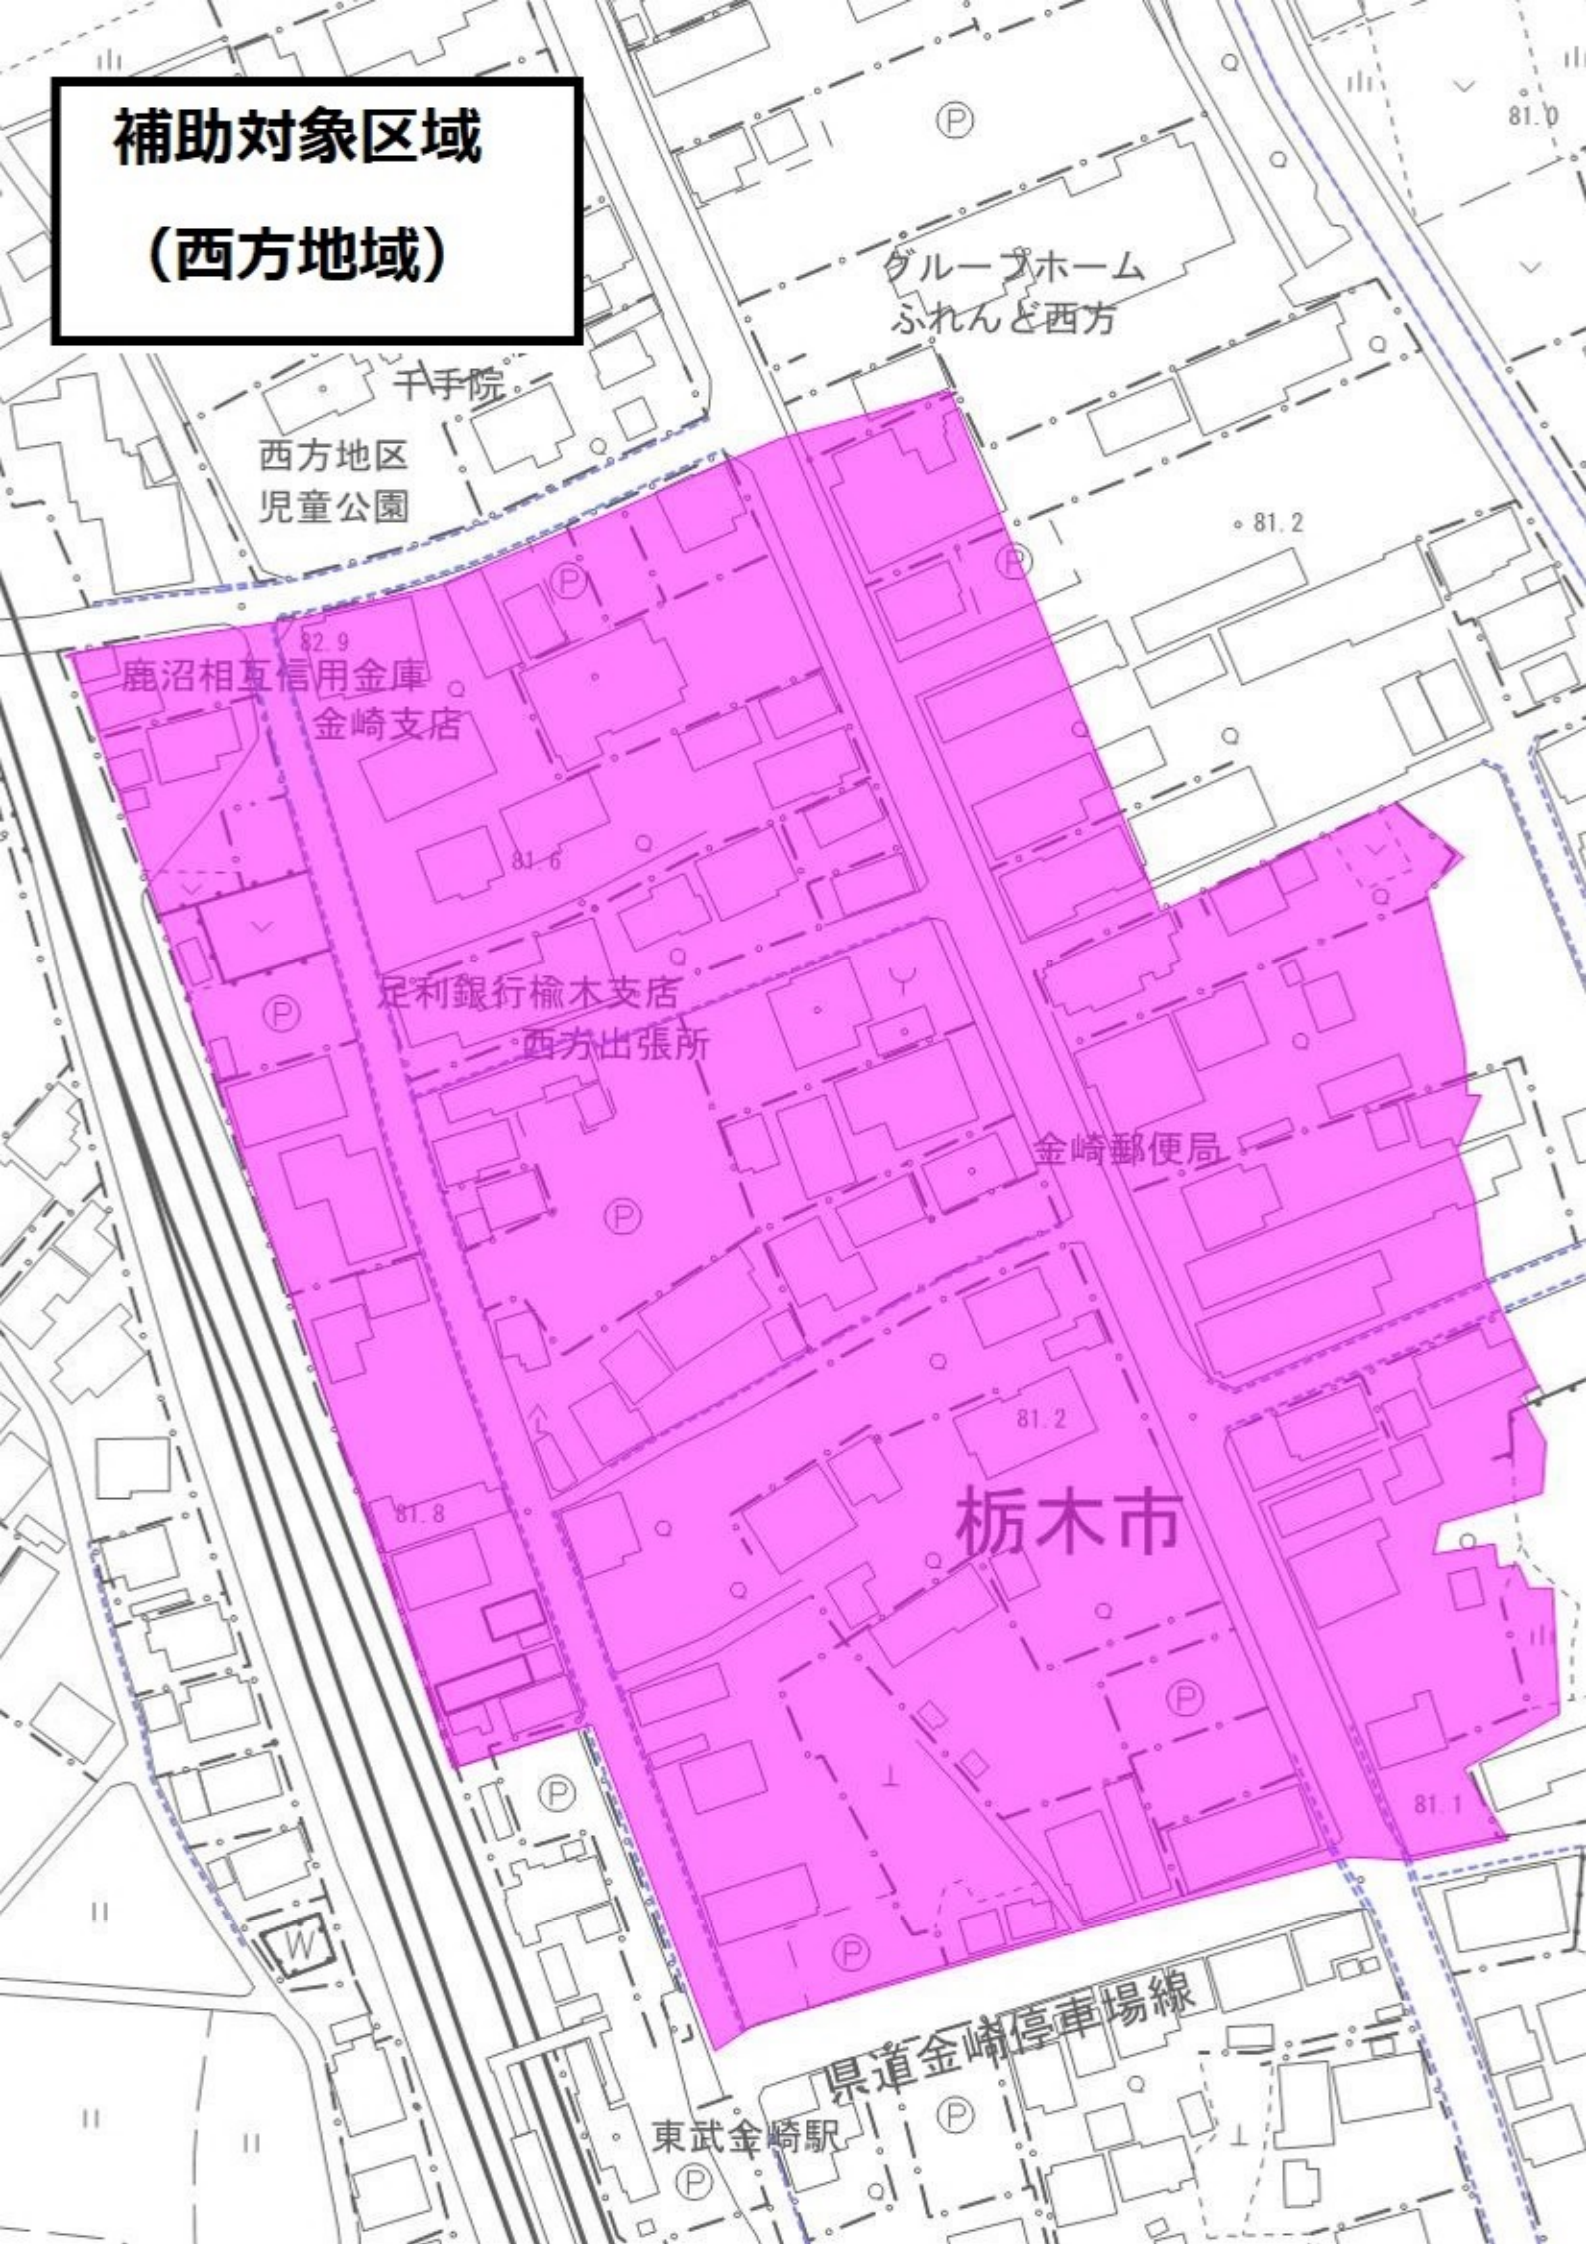 補助対象区域
（西方地域）
81.0
Ⓟ
グループホーム
ふれんど西方
千手院
西方地区
児童公園
81.2
Ⓟ
Ⓟ
82.9
鹿沼相互信用金庫
金崎支店
81.6
足利銀行楡木支店
西方出張所
Ⓟ
金崎郵便局
Ⓟ
81.2
栃木市
81.8
Ⓟ
81.1
Ⓟ
W
Ⓟ
県道金崎停車場線
Ⓟ
東武金崎駅
Ⓟ